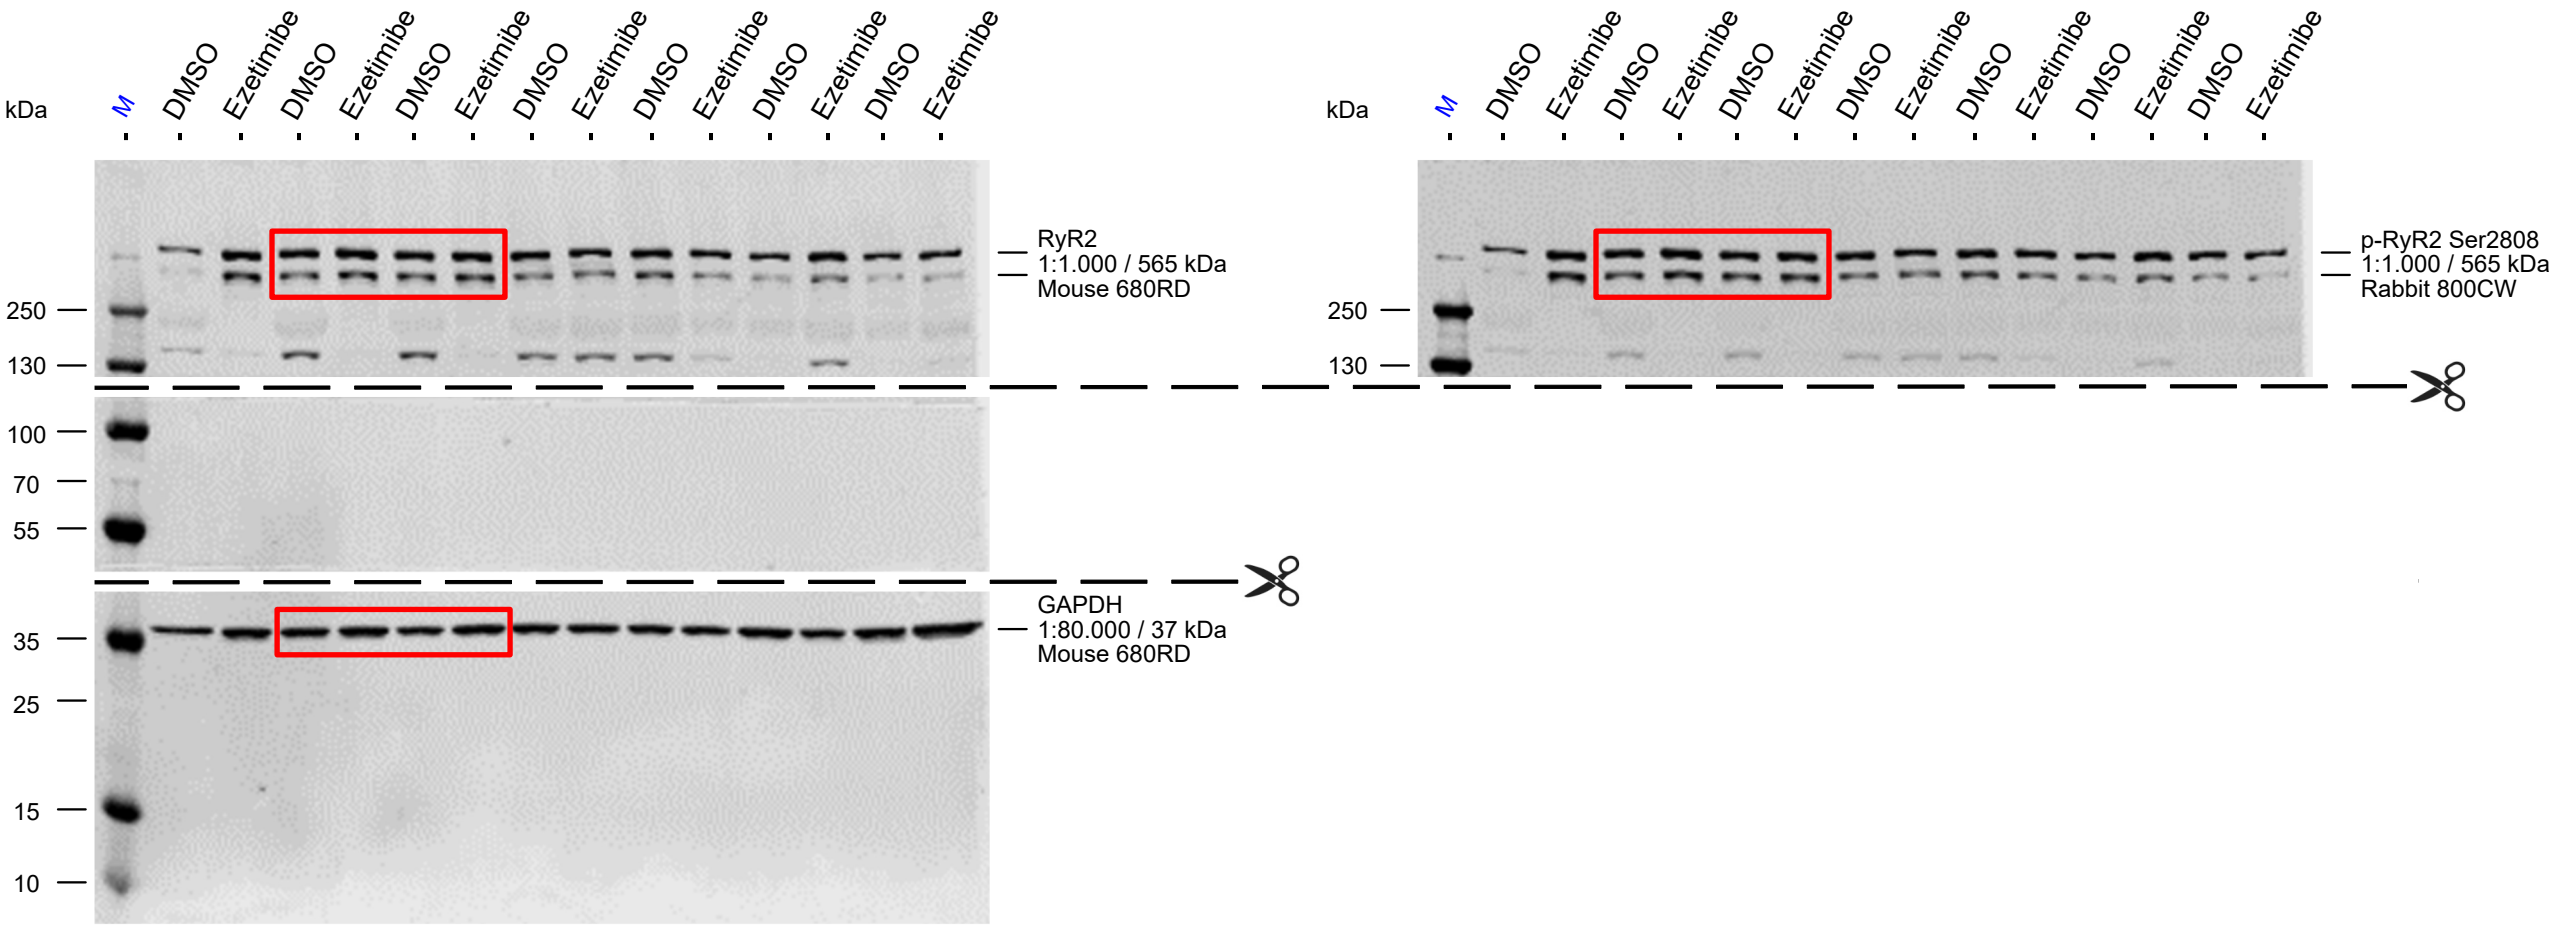 kDa
M
DMSO
Ezetimibe
DMSO
Ezetimibe
DMSO
Ezetimibe
DMSO
Ezetimibe
DMSO
Ezetimibe
DMSO
Ezetimibe
DMSO
Ezetimibe
RyR2
1:1.000 / 565 kDa
Mouse 680RD
250
130
100
70
55
GAPDH
1:80.000 / 37 kDa
Mouse 680RD
35
25
15
10
kDa
M
DMSO
Ezetimibe
DMSO
Ezetimibe
DMSO
Ezetimibe
DMSO
Ezetimibe
DMSO
Ezetimibe
DMSO
Ezetimibe
DMSO
Ezetimibe
p-RyR2 Ser2808
1:1.000 / 565 kDa
Rabbit 800CW
250
130